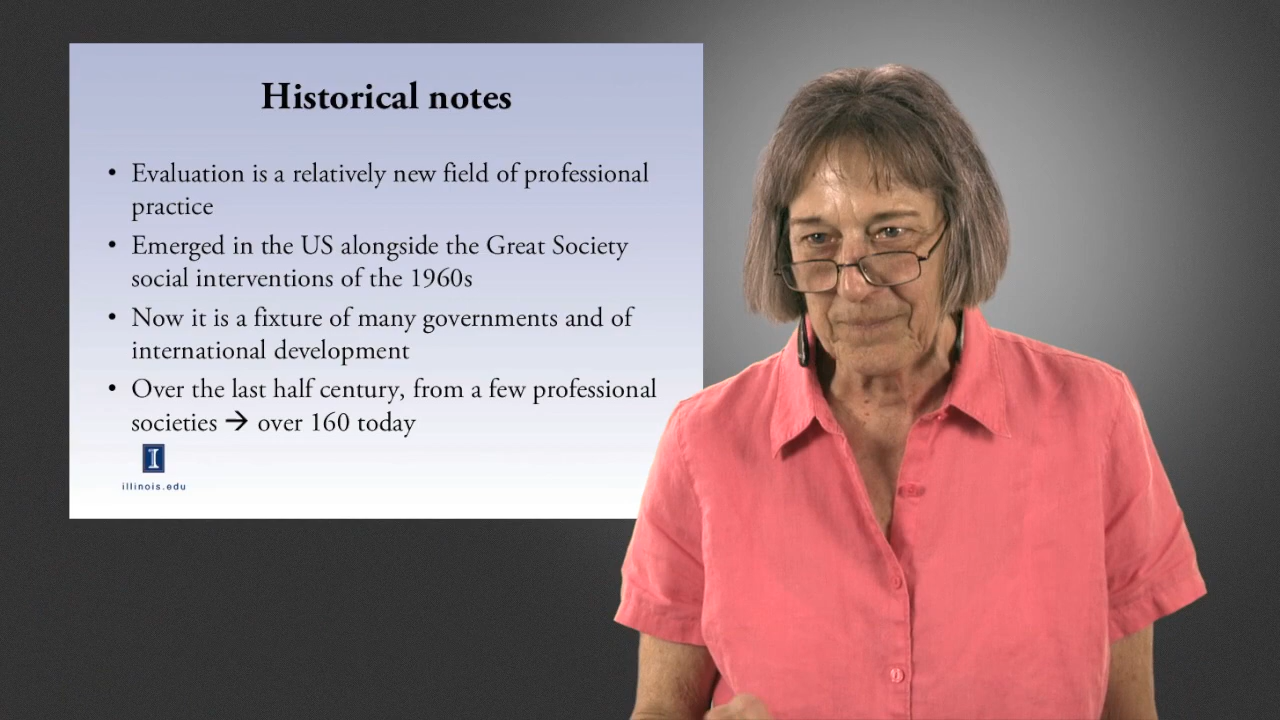 Historical notes
• Evaluation is a relatively new field of professional
practice
• Emerged in the US alongside the Great Society
social interventions of the 1960s
• Now it is a fixture of many governments and of
international development
• Over the last half century, from a few professional
societies → over 160 today
I
illinois.edu